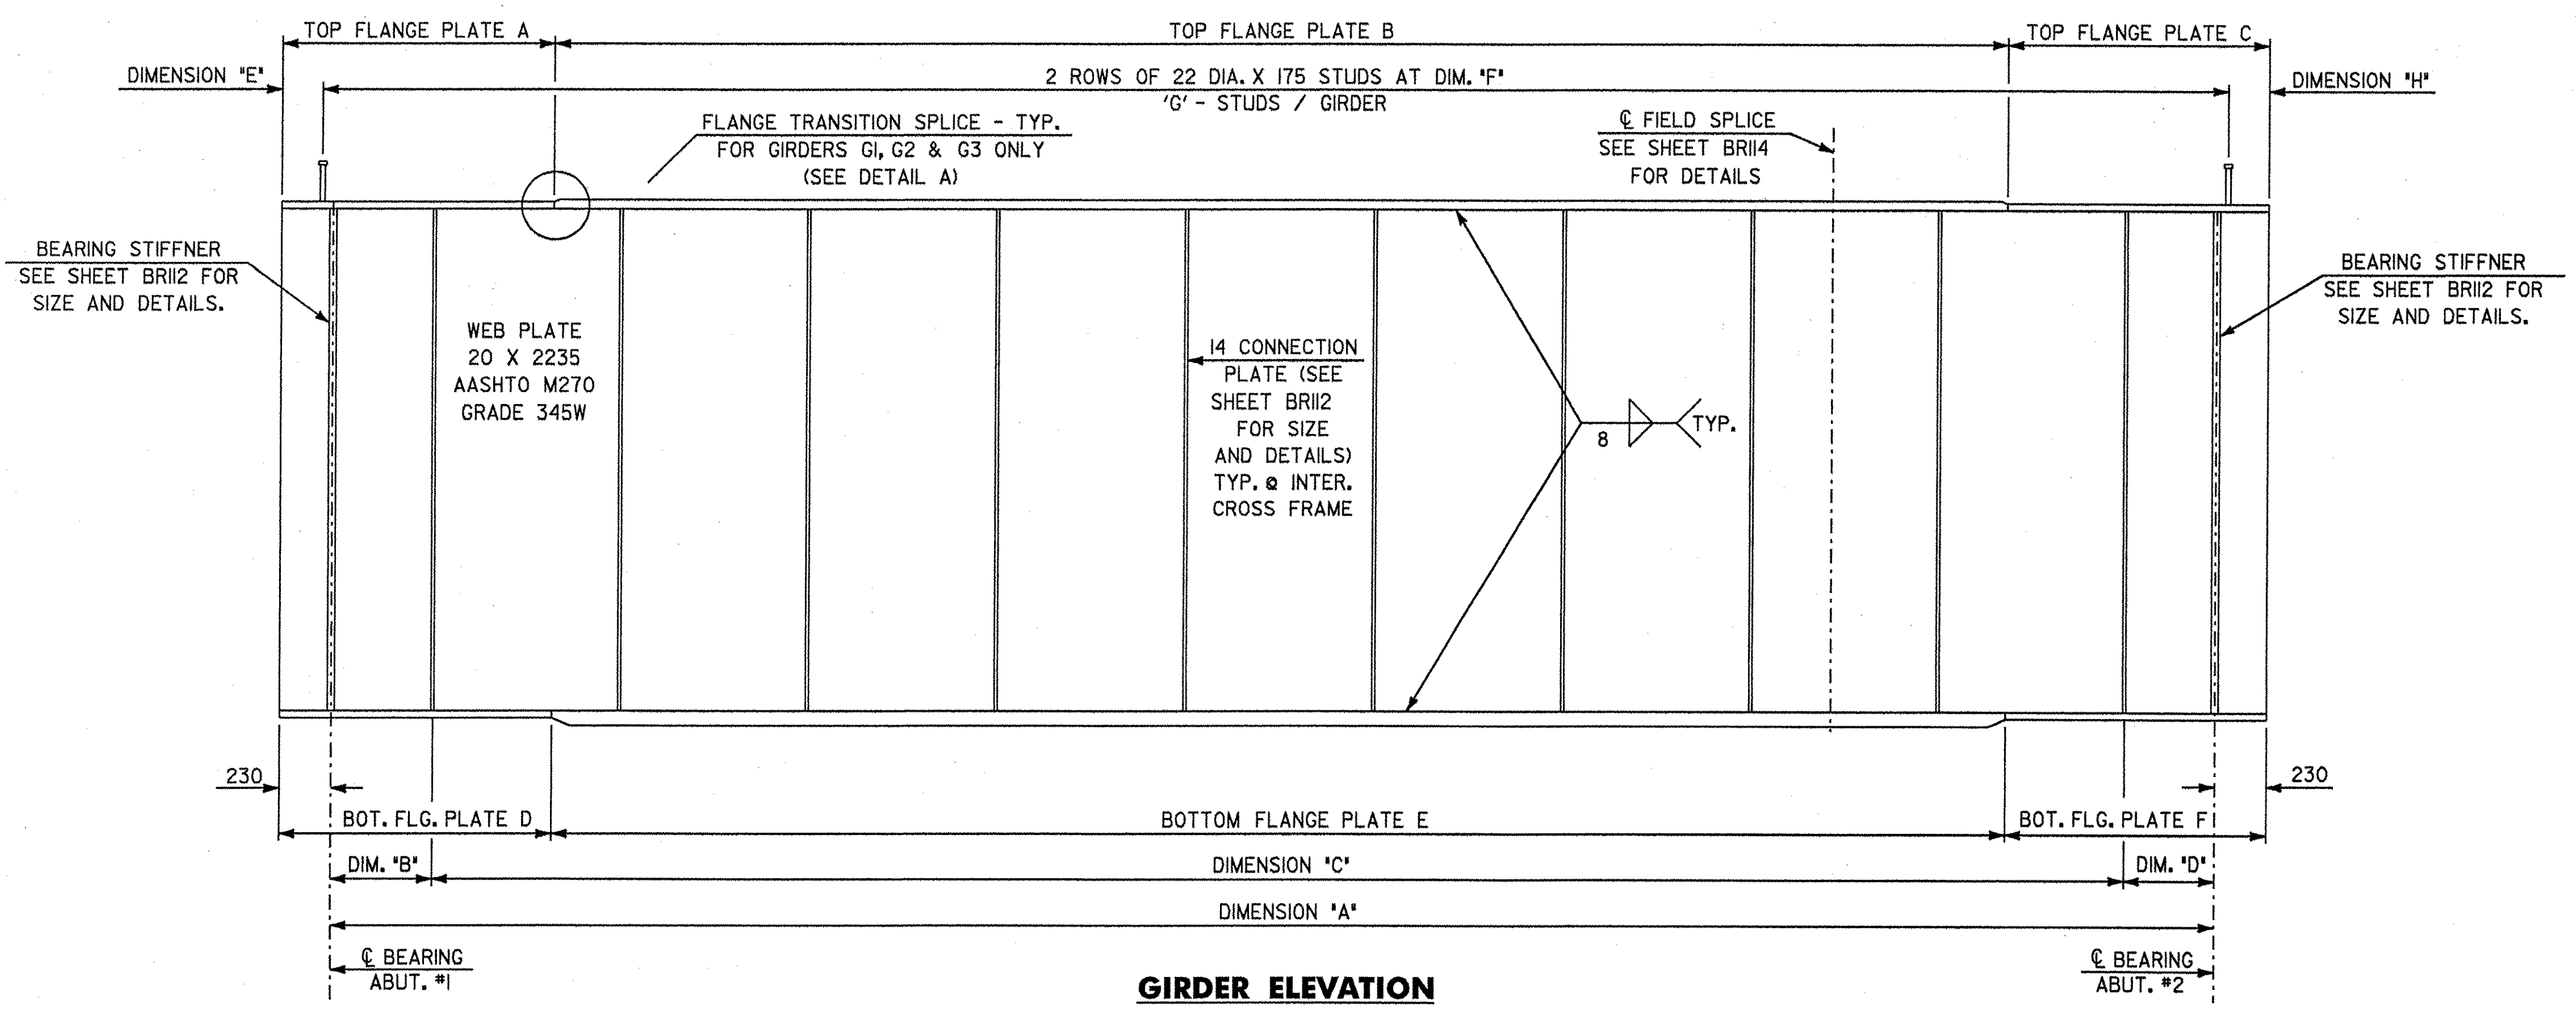 TOP FLANGE PLATE A
TOP FLANGE PLATE B
TOP FLANGE PLATE C
DIMENSION "E"
2 ROWS OF 22 DIA. X 175 STUDS AT DIM. "F"
'G' - STUDS / GIRDER
DIMENSION "H"
FLANGE TRANSITION SPLICE - TYP.
FOR GIRDERS G1, G2 & G3 ONLY
(SEE DETAIL A)
℄ FIELD SPLICE
SEE SHEET BR114
FOR DETAILS
BEARING STIFFNER
SEE SHEET BR112 FOR
SIZE AND DETAILS.
WEB PLATE
20 X 2235
AASHTO M270
GRADE 345W
14 CONNECTION
PLATE (SEE
SHEET BR112
FOR SIZE
AND DETAILS)
TYP. @ INTER.
CROSS FRAME
8
TYP.
BEARING STIFFNER
SEE SHEET BR112 FOR
SIZE AND DETAILS.
230
230
BOT. FLG. PLATE D
BOTTOM FLANGE PLATE E
BOT. FLG. PLATE F
DIM. "B"
DIMENSION "C"
DIM. "D"
DIMENSION "A"
℄ BEARING
ABUT. #1
℄ BEARING
ABUT. #2
GIRDER ELEVATION